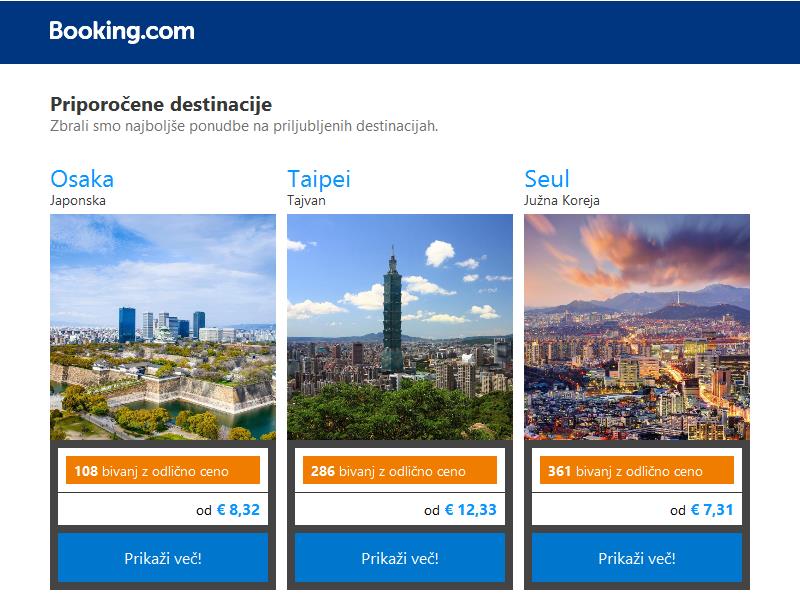 Booking.com
Priporočene destinacije
Zbrali smo najboljše ponudbe na priljubljenih destinacijah.
Osaka
Japonska
108 bivanj z odlično ceno
od € 8,32
Prikaži več!
Taipei
Tajvan
286 bivanj z odlično ceno
od € 12,33
Prikaži več!
Seul
Južna Koreja
361 bivanj z odlično ceno
od € 7,31
Prikaži več!